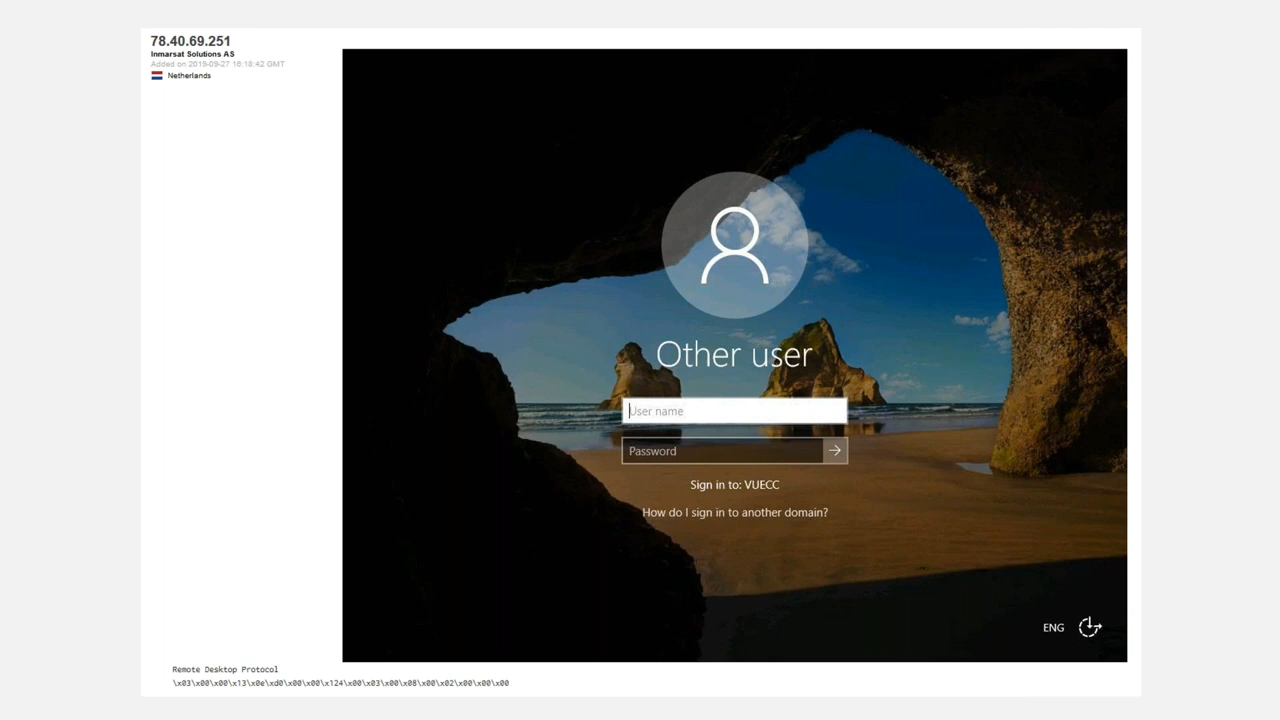 78.40.69.251
Inmarsat Solutions AS
Added on 2019-09-27 16:18:42 GMT
Netherlands
Other user
User name
Password
Sign in to: VUECC
How do I sign in to another domain?
ENG
Remote Desktop Protocol
\x03\x00\x00\x13\x0e\xd0\x00\x00\x124\x00\x03\x00\x08\x00\x02\x00\x00\x00